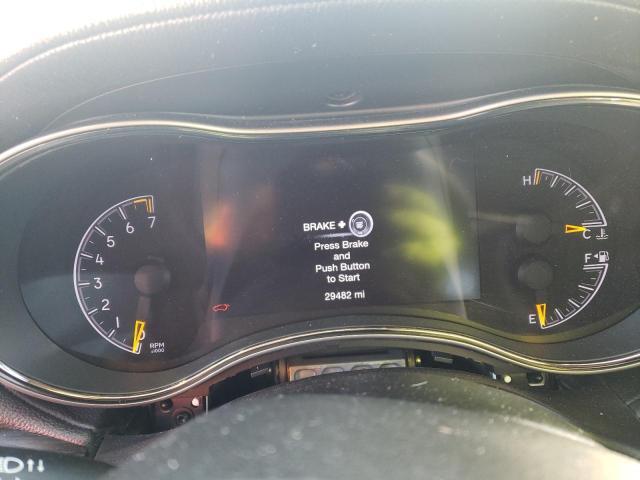 BRAKE +
Press Brake
and
Push Button
to Start
29482 mi
7
6
5
4
3
2
1
0
RPM
x1000
H
C
F
E